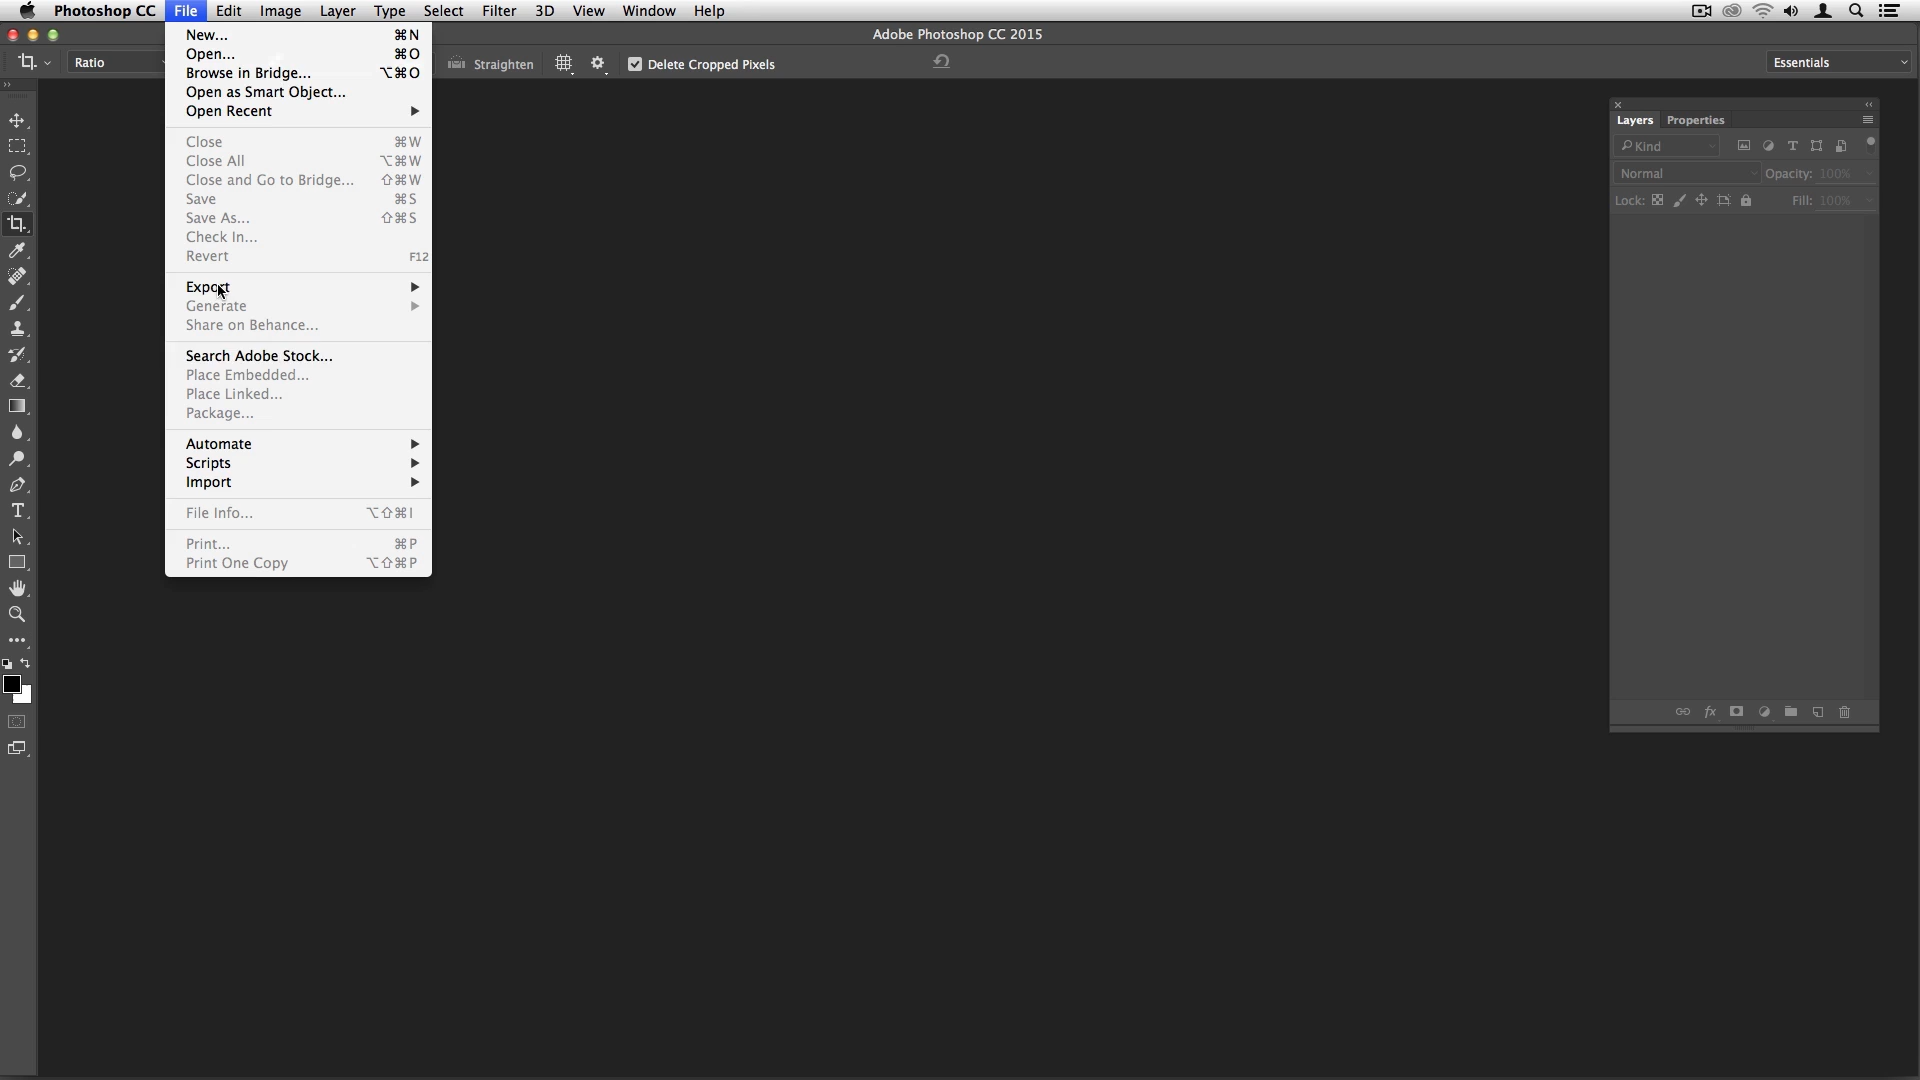 Photoshop CC File Edit Image Layer Type Select Filter 3D View Window Help
Adobe Photoshop CC 2015
Ratio Straighten Delete Cropped Pixels Essentials
New... ⌘N
Open... ⌘O
Browse in Bridge... ⌥⌘O
Open as Smart Object...
Open Recent
Close ⌘W
Close All ⌥⌘W
Close and Go to Bridge... ⇧⌘W
Save ⌘S
Save As... ⇧⌘S
Check In...
Revert F12
Export
Generate
Share on Behance...
Search Adobe Stock...
Place Embedded...
Place Linked...
Package...
Automate
Scripts
Import
File Info... ⌥⇧⌘I
Print... ⌘P
Print One Copy ⌥⇧⌘P
Layers Properties
Kind
Normal Opacity: 100%
Lock: Fill: 100%
fx